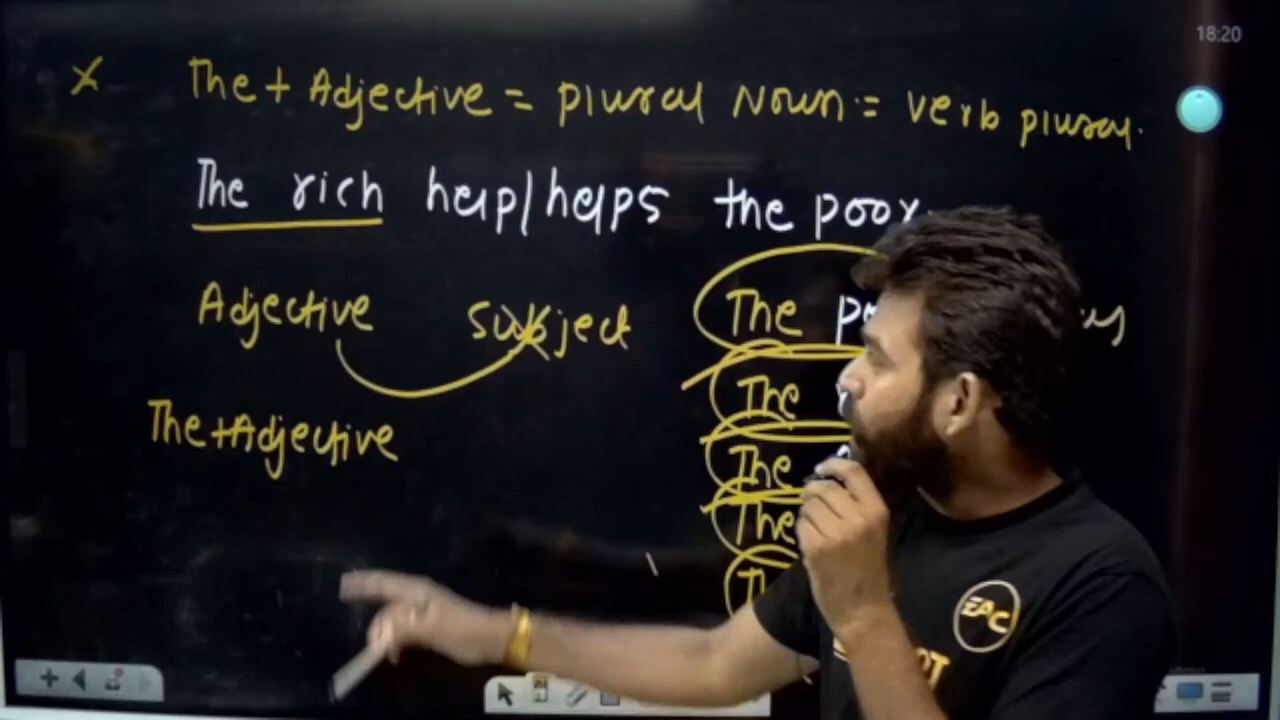 18:20
x The + Adjective = plural Noun = verb plural.
The rich help/helps the poor.
Adjective subject The
The
The + Adjective The
The
ZAC